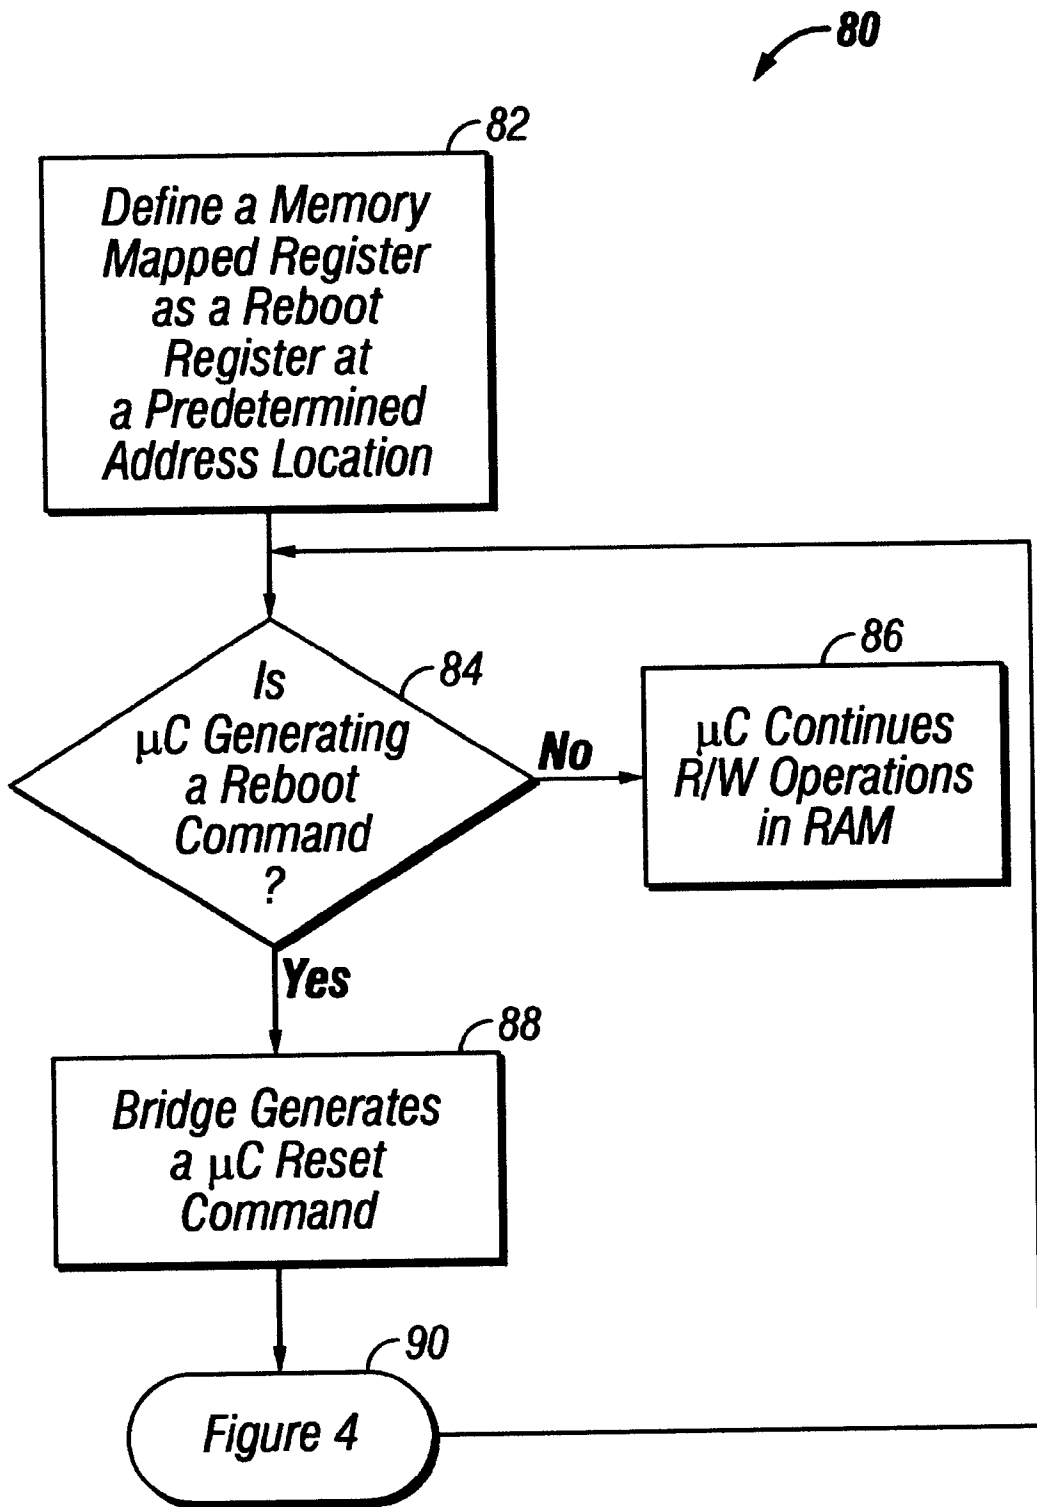 80
82
Define a Memory
Mapped Register
as a Reboot
Register at
a Predetermined
Address Location
84
Is
μC Generating
a Reboot
Command
?
No
86
μC Continues
R/W Operations
in RAM
Yes
88
Bridge Generates
a μC Reset
Command
90
Figure 4